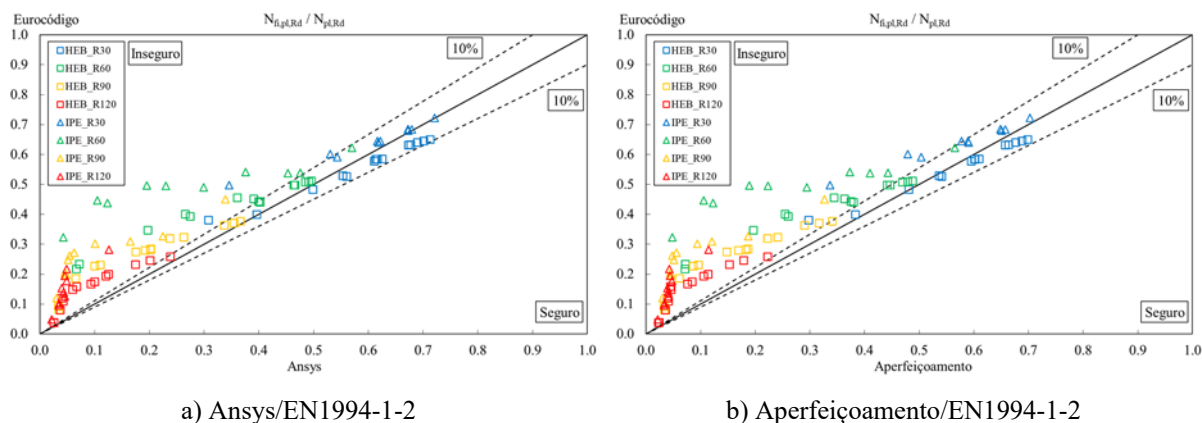 Eurocódigo
N_fi,pl,Rd / N_pl,Rd
1.0
0.9
0.8
0.7
0.6
0.5
0.4
0.3
0.2
0.1
0.0
HEB_R30
HEB_R60
HEB_R90
HEB_R120
IPE_R30
IPE_R60
IPE_R90
IPE_R120
Inseguro
10%
10%
Seguro
0.0 0.1 0.2 0.3 0.4 0.5 0.6 0.7 0.8 0.9 1.0
Ansys
a) Ansys/EN1994-1-2
Eurocódigo
N_fi,pl,Rd / N_pl,Rd
1.0
0.9
0.8
0.7
0.6
0.5
0.4
0.3
0.2
0.1
0.0
HEB_R30
HEB_R60
HEB_R90
HEB_R120
IPE_R30
IPE_R60
IPE_R90
IPE_R120
Inseguro
10%
10%
Seguro
0.0 0.1 0.2 0.3 0.4 0.5 0.6 0.7 0.8 0.9 1.0
Aperfeiçoamento
b) Aperfeiçoamento/EN1994-1-2